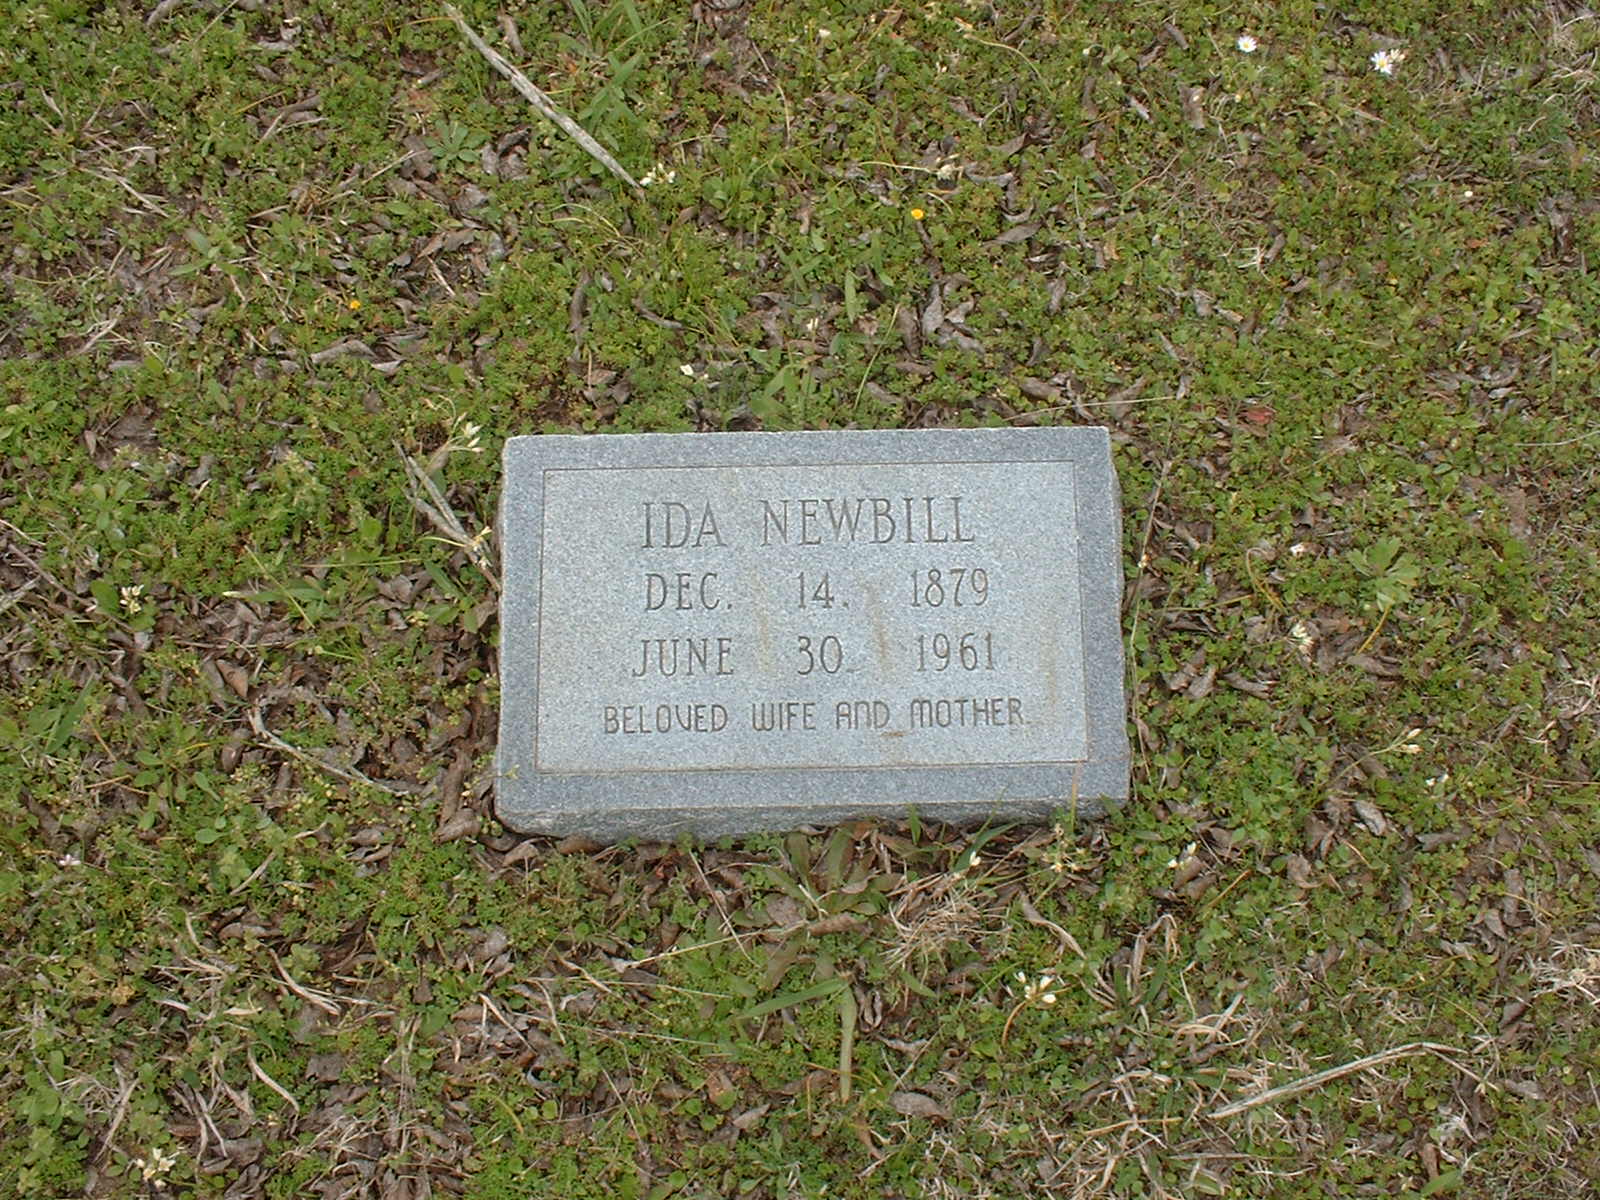 IDA NEWBILL
DEC. 14. 1879
JUNE 30. 1961
BELOVED WIFE AND MOTHER